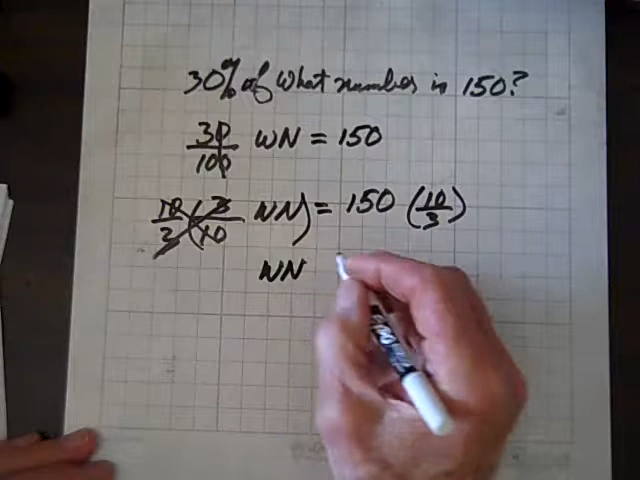 30% of What number is 150?
30/100 WN = 150
10/3 (3/10 WN) = 150 (10/3)
WN